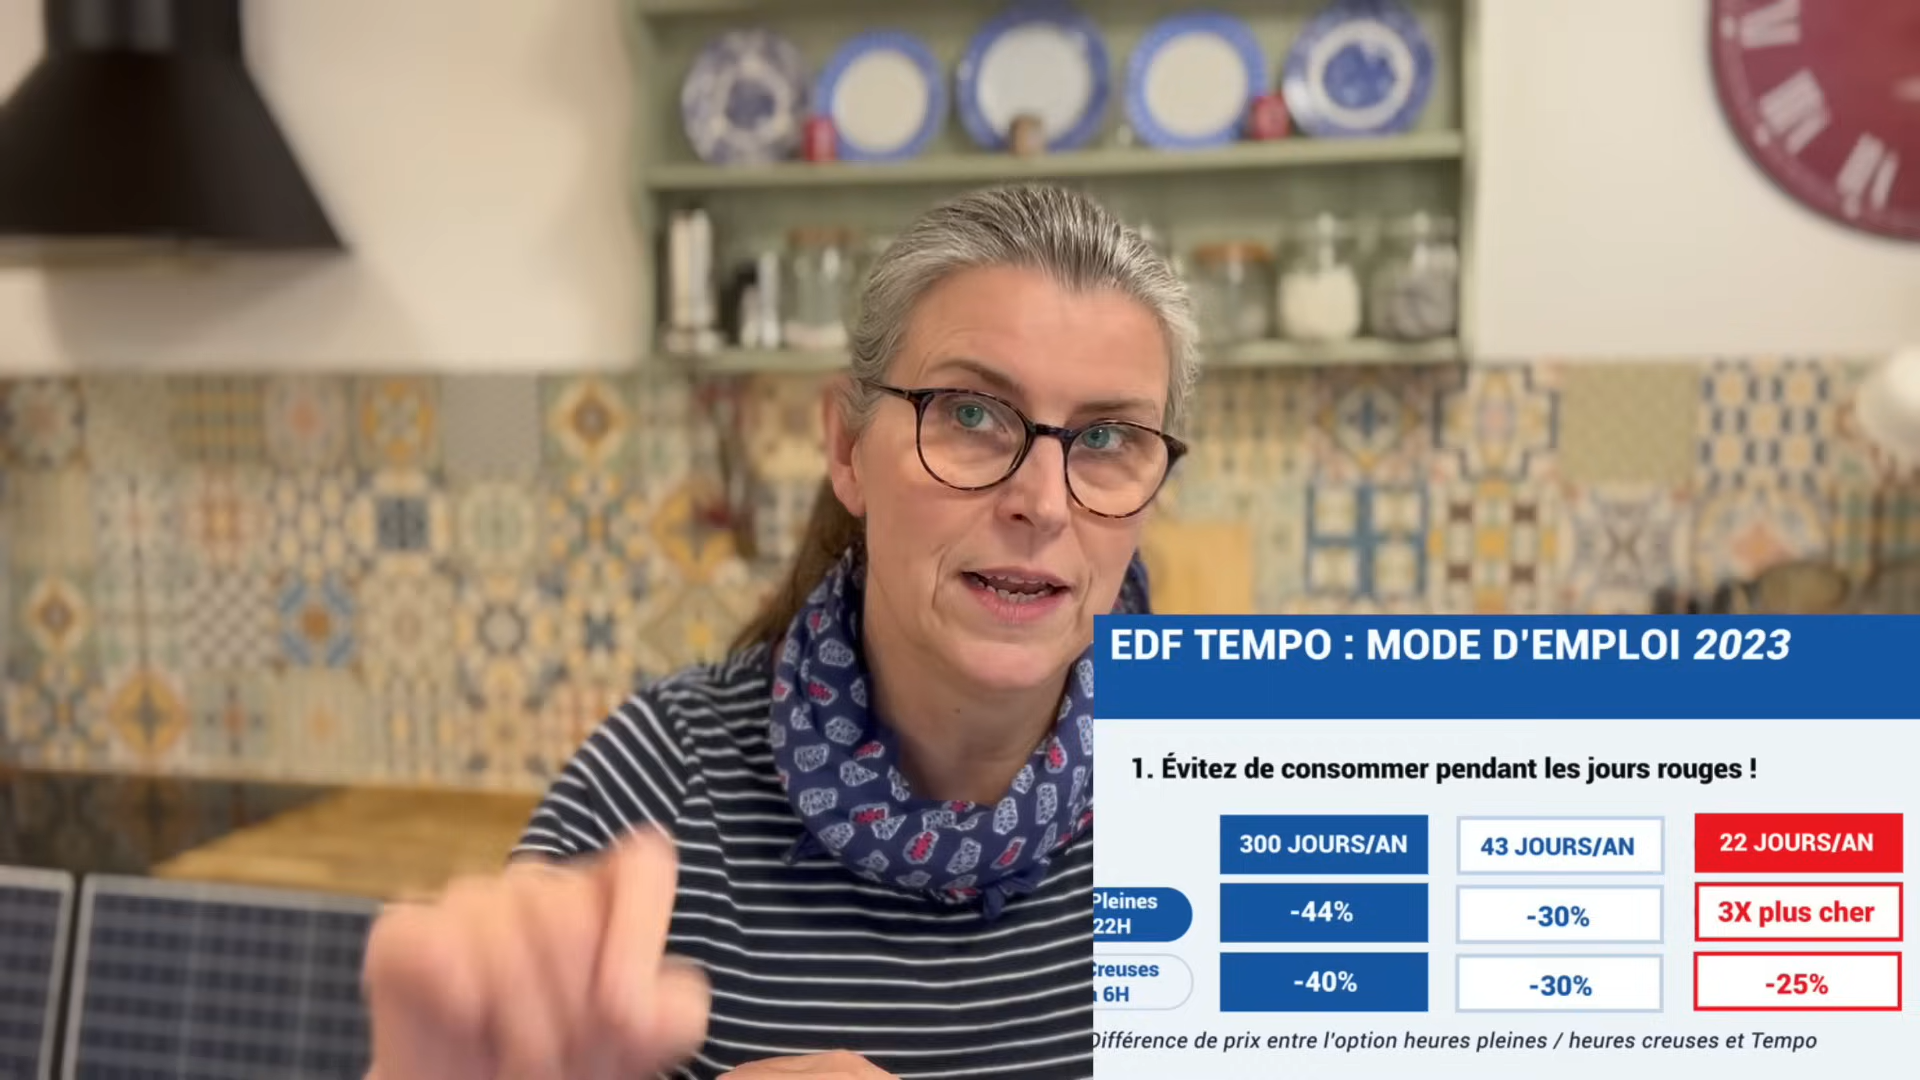 EDF TEMPO : MODE D'EMPLOI 2023
1. Évitez de consommer pendant les jours rouges !
300 JOURS/AN 43 JOURS/AN 22 JOURS/AN
Pleines
22H
-44% -30% 3X plus cher
Creuses
à 6H
-40% -30% -25%
Différence de prix entre l'option heures pleines / heures creuses et Tempo